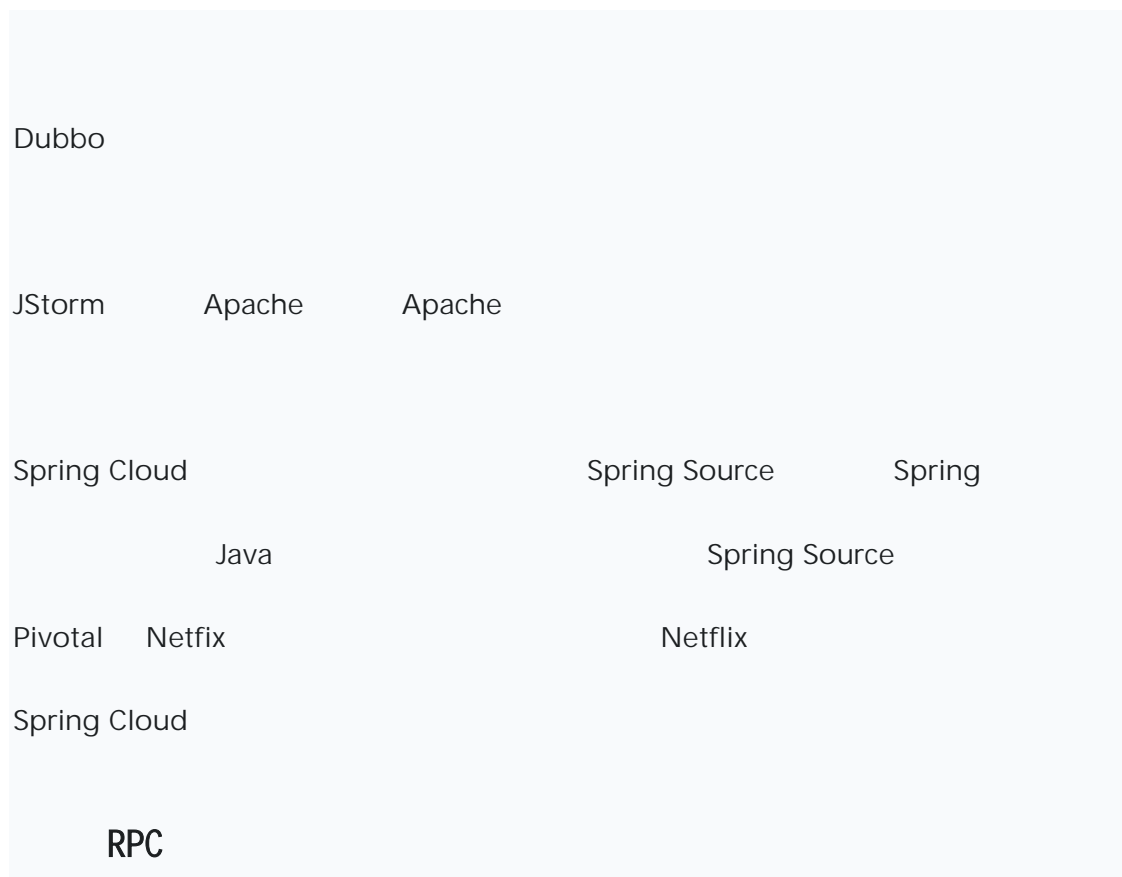 Dubbo
JStorm Apache Apache
Spring Cloud Spring Source Spring
Java Spring Source
Pivotal Netfix Netflix
Spring Cloud
RPC